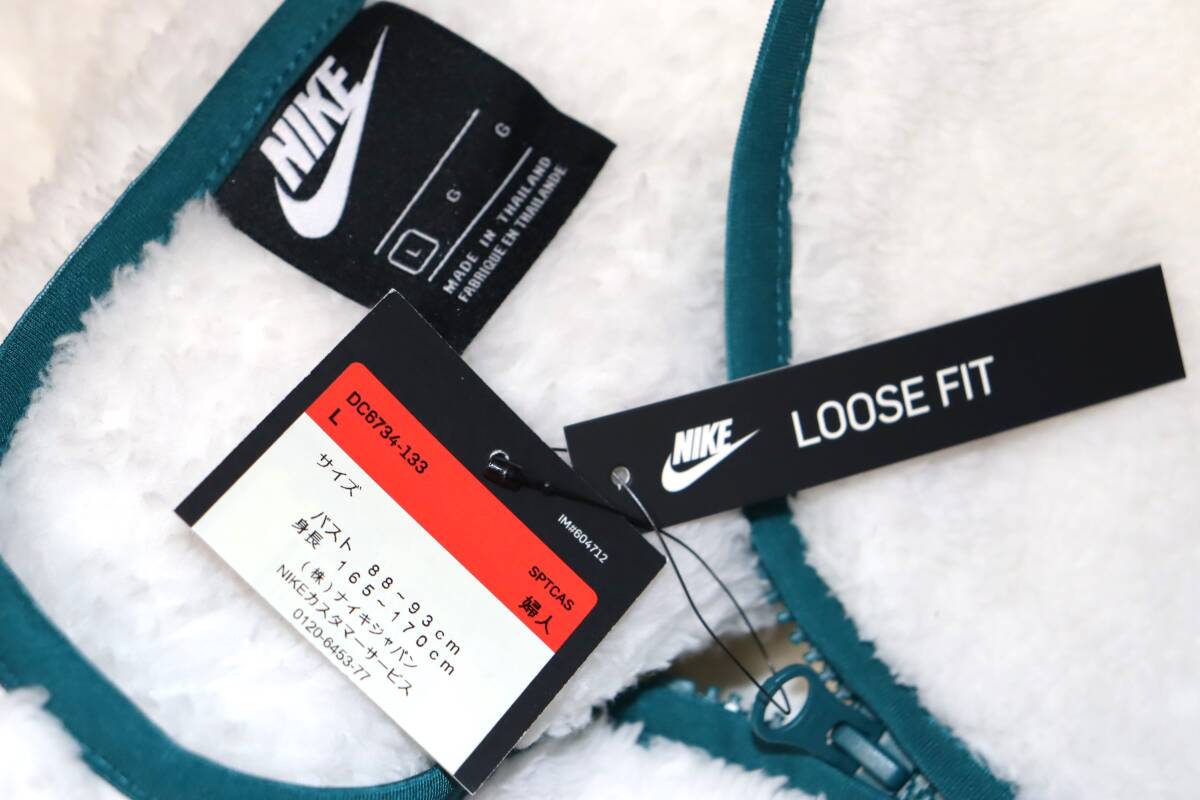 NIKE
L G G
MADE IN THAILAND
FABRIQUE EN THAILANDE
NIKE LOOSE FIT
IM#604712
DC6734-133 SPTCAS
L 婦人
サイズ
バスト 88~93cm
身長 165~170cm
(株)ナイキジャパン
NIKEカスタマーサービス
0120-6453-77